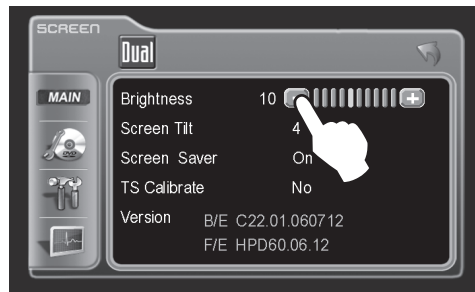 SCREEN
Dual
MAIN
Brightness 10 - +
Screen Tilt 4
DVD
Screen Saver On
TS Calibrate No
Version B/E C22.01.060712
F/E HPD60.06.12